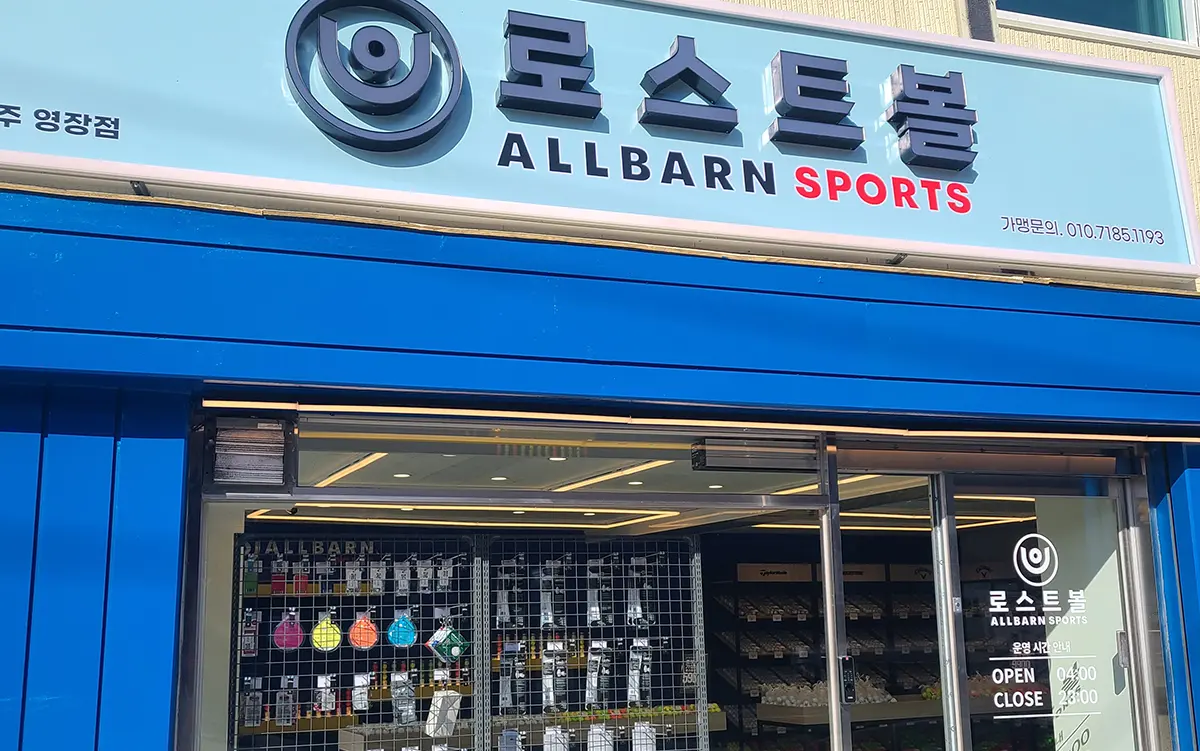 주 영장점
로스트볼
ALLBARN SPORTS
가맹문의. 010.7185.1193
ALLBARN
TaylorMade
로스트볼
ALLBARN SPORTS
운영 시간 안내
OPEN 04:00
CLOSE 23:00